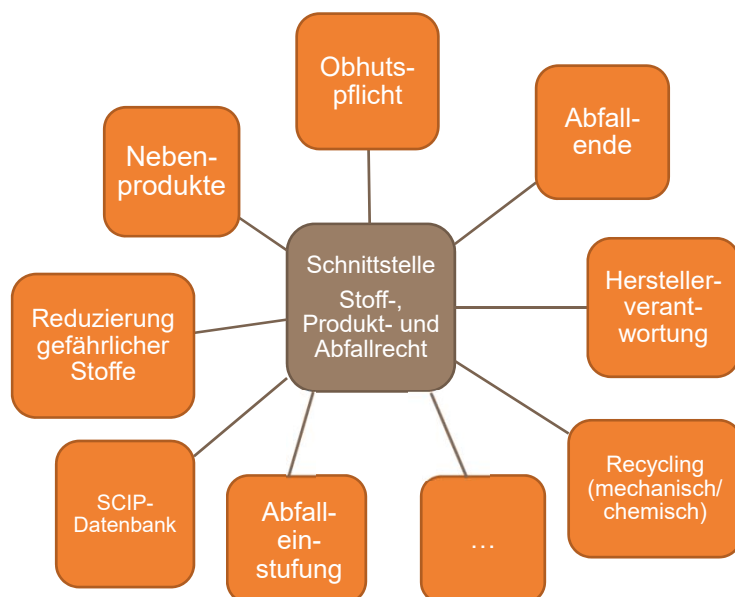 Obhuts-
pflicht
Abfall-
ende
Neben-
produkte
Schnittstelle
Stoff-,
Produkt- und
Abfallrecht
Hersteller-
verant-
wortung
Reduzierung
gefährlicher
Stoffe
Recycling
(mechanisch/
chemisch)
SCIP-
Datenbank
Abfall-
ein-
stufung
…